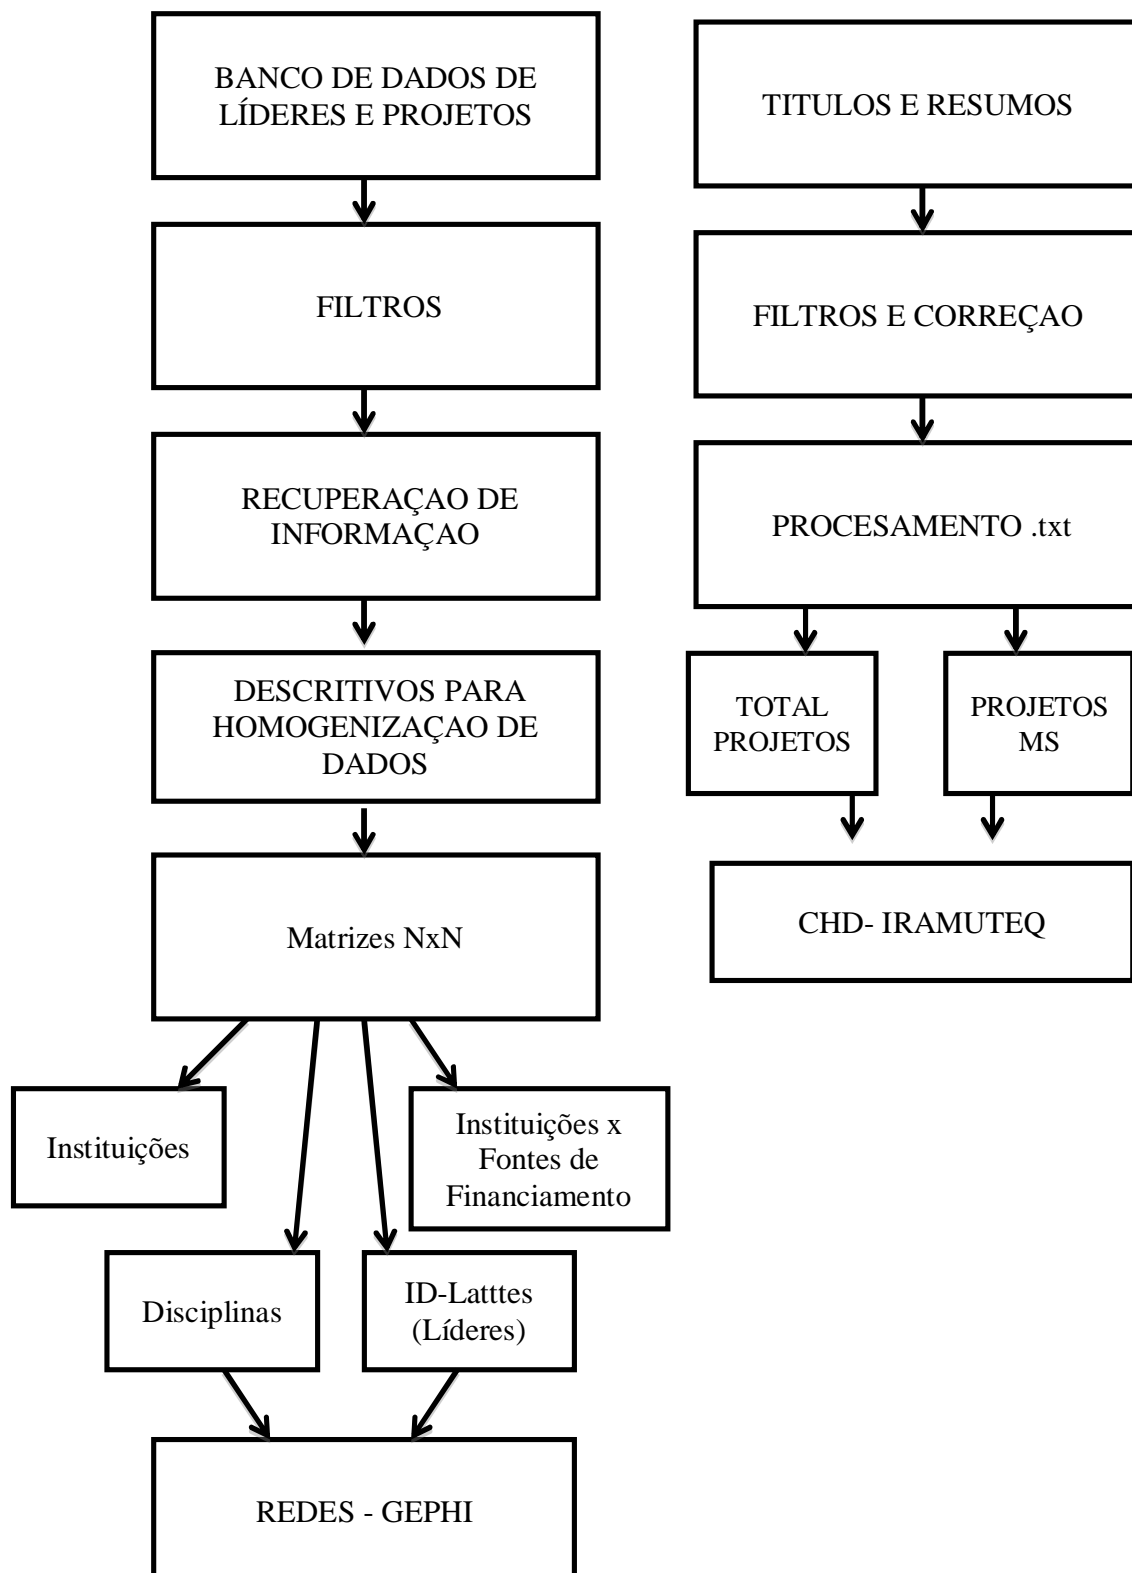 BANCO DE DADOS DE
LÍDERES E PROJETOS
FILTROS
RECUPERAÇAO DE
INFORMAÇAO
DESCRITIVOS PARA
HOMOGENIZAÇAO DE
DADOS
Matrizes NxN
Instituições
Instituições x
Fontes de
Financiamento
Disciplinas
ID-Latttes
(Líderes)
REDES - GEPHI
TITULOS E RESUMOS
FILTROS E CORREÇAO
PROCESAMENTO .txt
TOTAL
PROJETOS
PROJETOS
MS
CHD- IRAMUTEQ